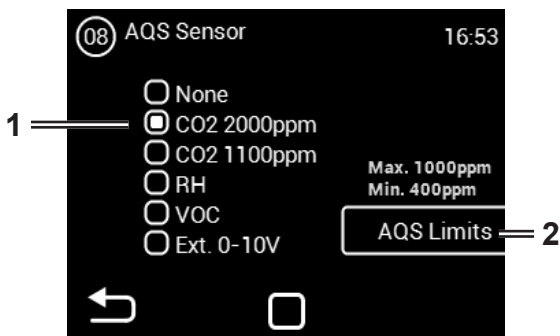 08 AQS Sensor 16:53
None
1 CO2 2000ppm
CO2 1100ppm
Max. 1000ppm
RH
Min. 400ppm
VOC
AQS Limits 2
Ext. 0-10V